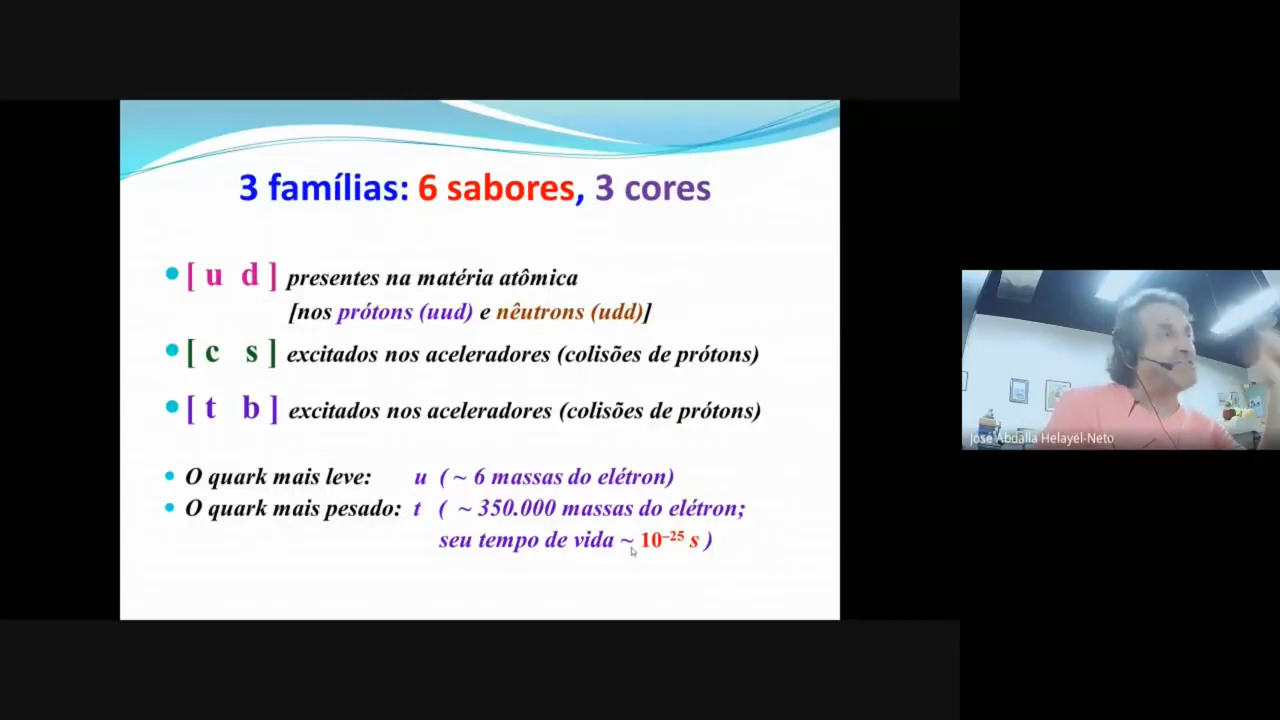 3 famílias: 6 sabores, 3 cores
[ u d ] presentes na matéria atômica
[nos prótons (uud) e nêutrons (udd)]
[ c s ] excitados nos aceleradores (colisões de prótons)
[ t b ] excitados nos aceleradores (colisões de prótons)
O quark mais leve: u ( ~ 6 massas do elétron)
O quark mais pesado: t ( ~ 350.000 massas do elétron;
seu tempo de vida ~ 10⁻²⁵ s )
José Abdalla Helayël-Neto